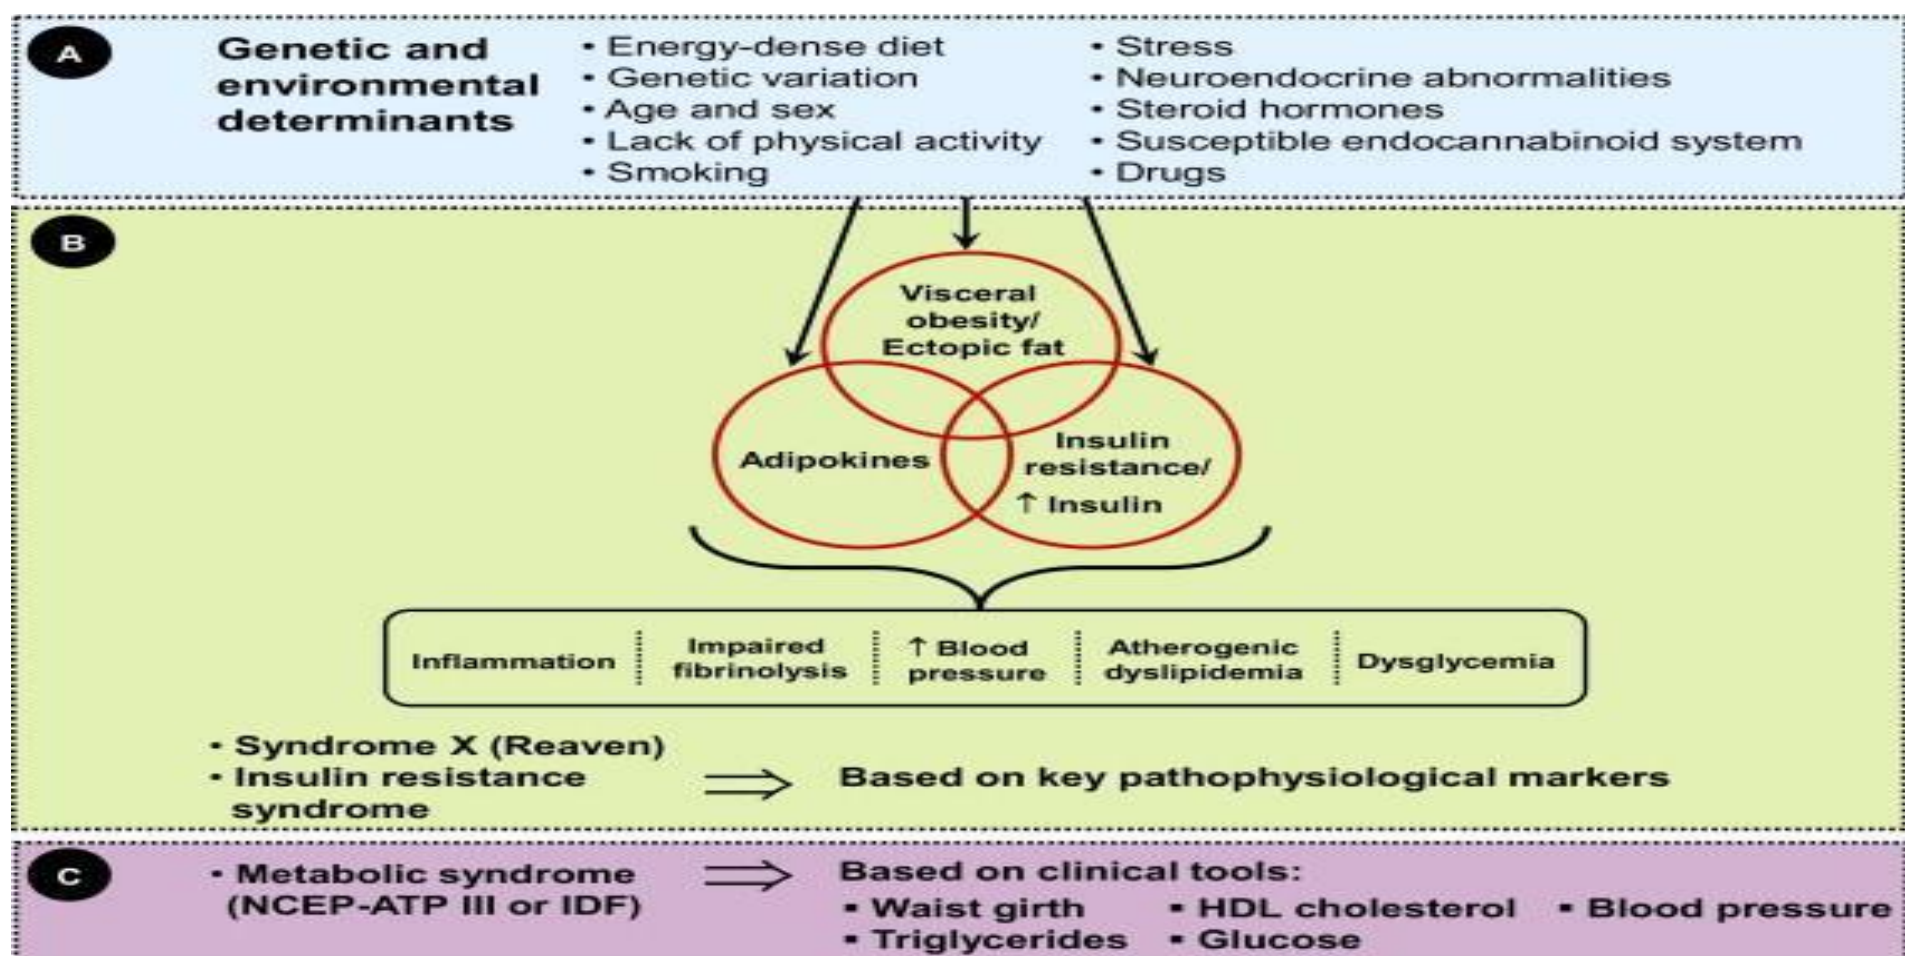 A
Genetic and
environmental
determinants
• Energy-dense diet
• Genetic variation
• Age and sex
• Lack of physical activity
• Smoking
• Stress
• Neuroendocrine abnormalities
• Steroid hormones
• Susceptible endocannabinoid system
• Drugs
B
Visceral
obesity/
Ectopic fat
Adipokines
Insulin
resistance/
↑ Insulin
Inflammation
Impaired
fibrinolysis
↑ Blood
pressure
Atherogenic
dyslipidemia
Dysglycemia
• Syndrome X (Reaven)
• Insulin resistance
syndrome
Based on key pathophysiological markers
C
• Metabolic syndrome
(NCEP-ATP III or IDF)
Based on clinical tools:
▪ Waist girth
▪ HDL cholesterol
▪ Blood pressure
▪ Triglycerides
▪ Glucose